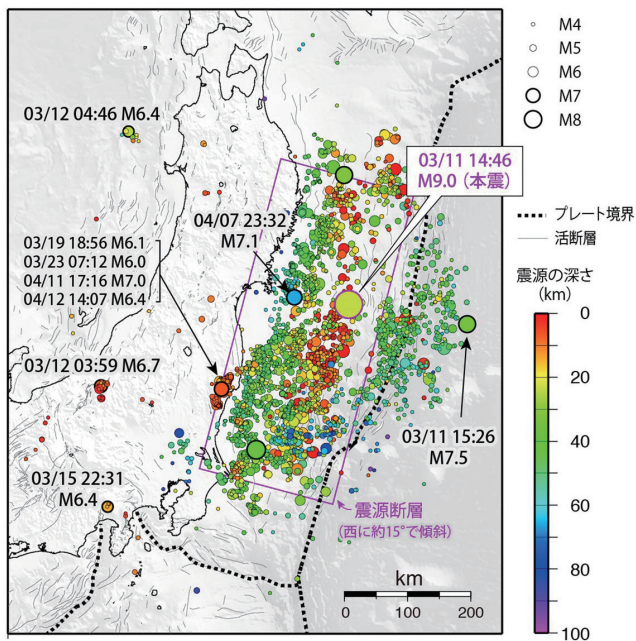 03/12 04:46 M6.4
M4
M5
M6
M7
M8
03/11 14:46
M9.0（本震）
04/07 23:32
M7.1
プレート境界
活断層
03/19 18:56 M6.1
03/23 07:12 M6.0
04/11 17:16 M7.0
04/12 14:07 M6.4
震源の深さ
（km）
0
20
40
60
80
100
03/12 03:59 M6.7
03/11 15:26
M7.5
03/15 22:31
M6.4
震源断層
（西に約15°で傾斜）
km
0 100 200